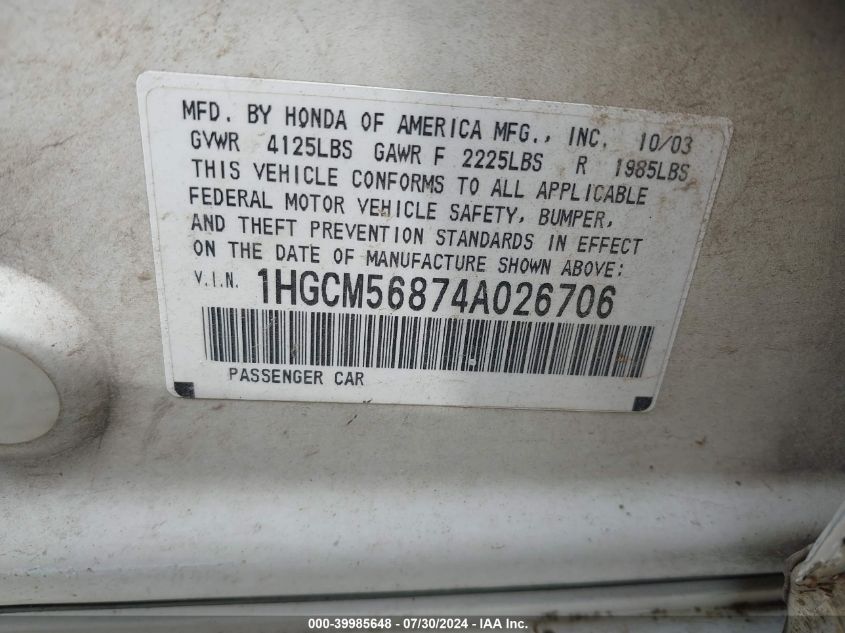 MFD. BY HONDA OF AMERICA MFG., INC. 10/03
GVWR 4125LBS GAWR F 2225LBS R 1985LBS
THIS VEHICLE CONFORMS TO ALL APPLICABLE
FEDERAL MOTOR VEHICLE SAFETY, BUMPER,
AND THEFT PREVENTION STANDARDS IN EFFECT
ON THE DATE OF MANUFACTURE SHOWN ABOVE:
V.I.N. 1HGCM56874A026706
PASSENGER CAR
000-39985648 - 07/30/2024 - IAA Inc.